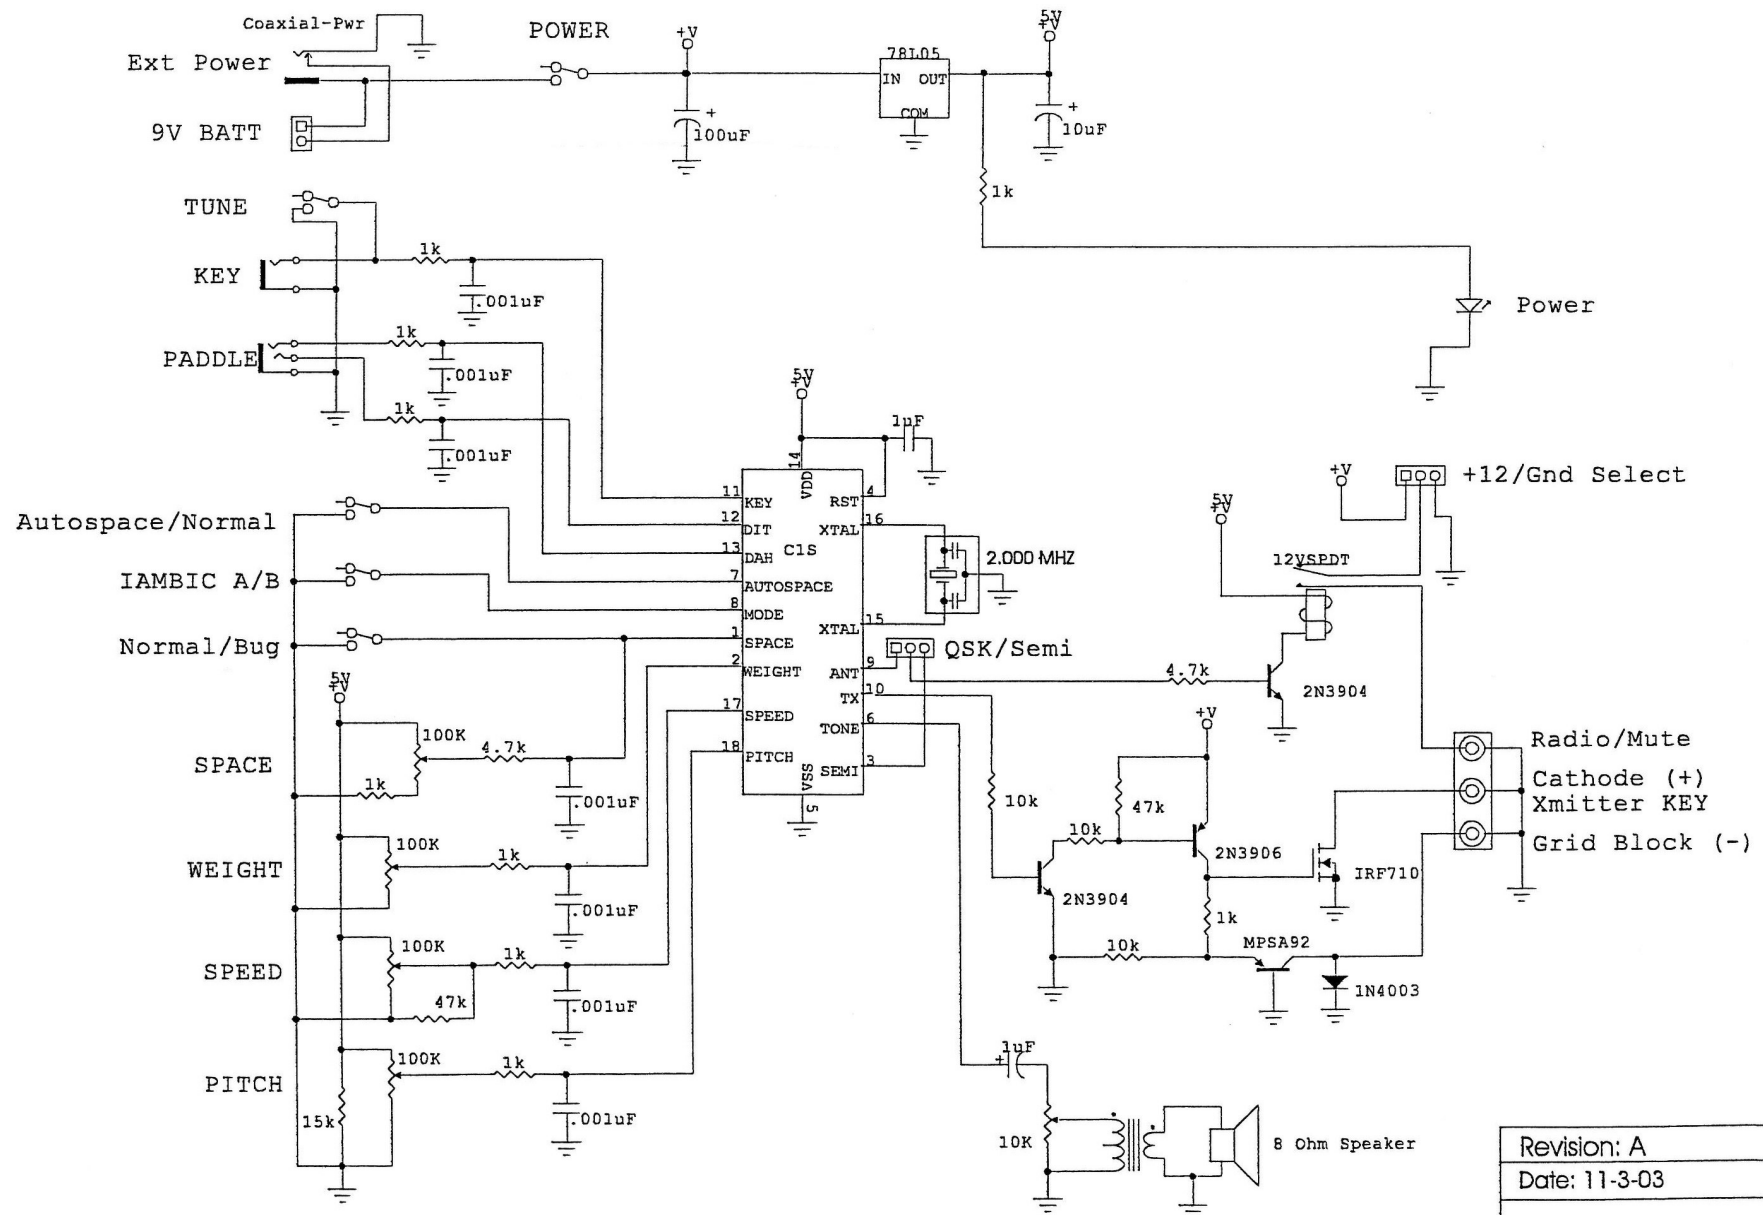 Coaxial-Pwr
Ext Power
9V BATT
POWER
+V
100uF
78L05
IN OUT
COM
5V
+V
+
10uF
1k
Power
TUNE
KEY
1k
.001uF
PADDLE
1k
.001uF
1k
.001uF
Autospace/Normal
IAMBIC A/B
Normal/Bug
5V
+V
1uF
14
VDD
11
KEY
12
DIT
13
DAH
7
AUTOSPACE
8
MODE
1
SPACE
2
WEIGHT
17
SPEED
18
PITCH
C1S
4
RST
16
XTAL
15
XTAL
9
ANT
10
TX
6
TONE
3
SEMI
VSS
5
2.000 MHZ
QSK/Semi
+V
+12/Gnd Select
5V
+V
12VSPDT
4.7k
2N3904
5V
+V
SPACE
100K
4.7k
1k
.001uF
WEIGHT
100K
1k
.001uF
SPEED
100K
1k
47k
.001uF
PITCH
100K
1k
15k
.001uF
10k
2N3904
10k
47k
+V
2N3906
1k
10k
MPSA92
1N4003
IRF710
Radio/Mute
Cathode (+)
Xmitter KEY
Grid Block (-)
+
1uF
10K
8 Ohm Speaker
Revision: A
Date: 11-3-03